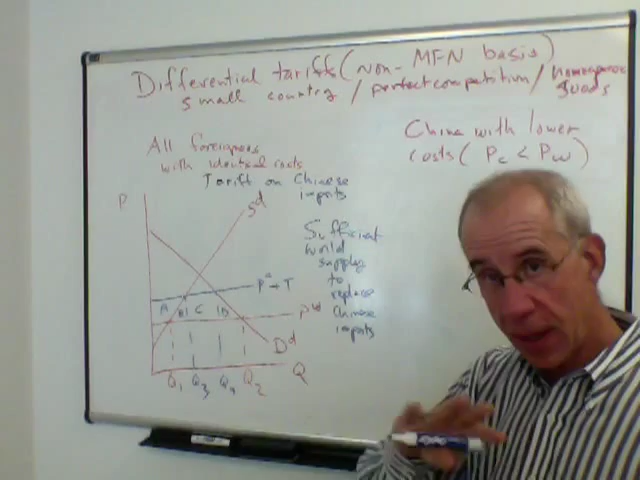 Differential tariffs (non-MFN basis)
small country / perfect competition / homogeneous
goods
China with lower
costs ( Pc < Pw )
All foreigners
with identical costs
Tariff on Chinese
imports
P
Sd
Sufficient
world
supply
to
replace
Chinese
imports
A B C D
Pw
Dd
Q1 Q3 Q4 Q2 Q